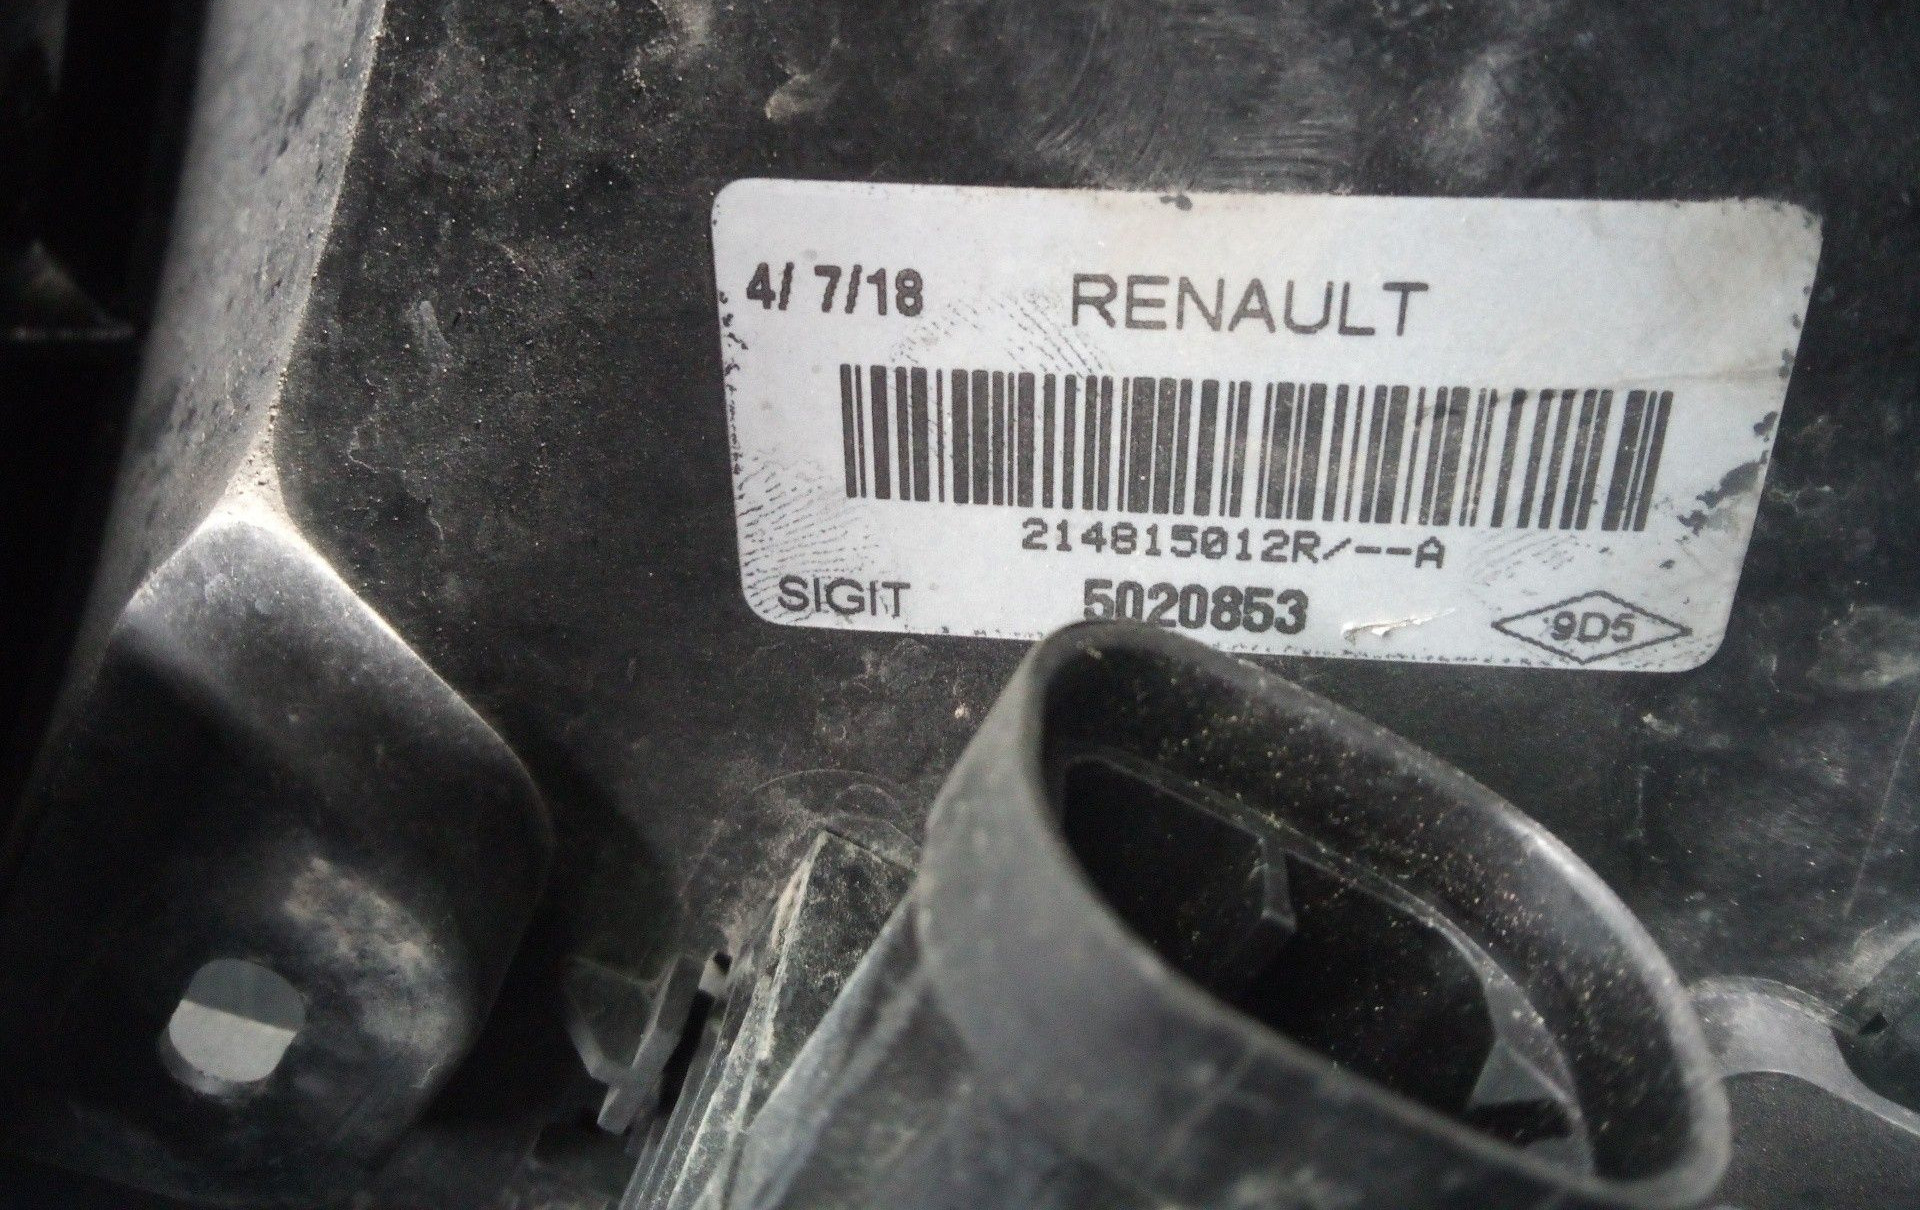 4/ 7/18 RENAULT
214815012R/--A
SIGIT 5020853 9D5